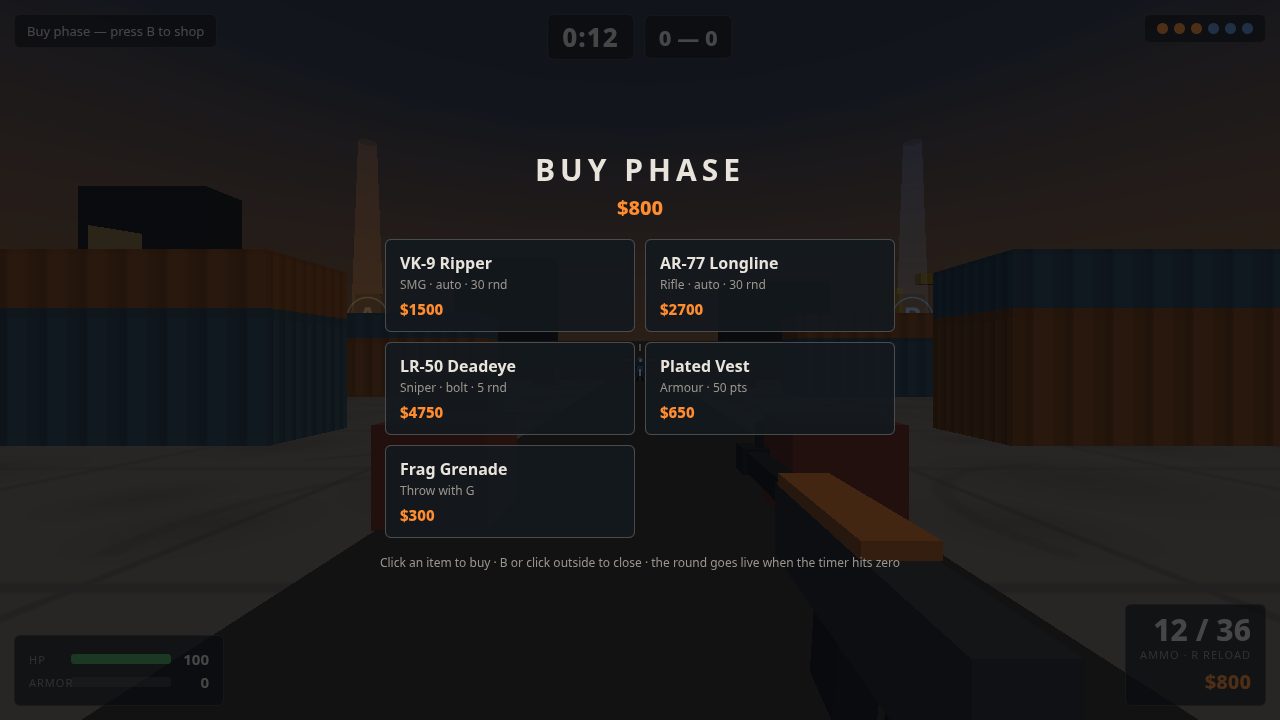 Buy phase — press B to shop
0:12
0 — 0
BUY PHASE
$800
VK-9 Ripper
SMG · auto · 30 rnd
$1500
AR-77 Longline
Rifle · auto · 30 rnd
$2700
LR-50 Deadeye
Sniper · bolt · 5 rnd
$4750
Plated Vest
Armour · 50 pts
$650
Frag Grenade
Throw with G
$300
Click an item to buy · B or click outside to close · the round goes live when the timer hits zero
HP 100
ARMOR 0
12 / 36
AMMO · R RELOAD
$800